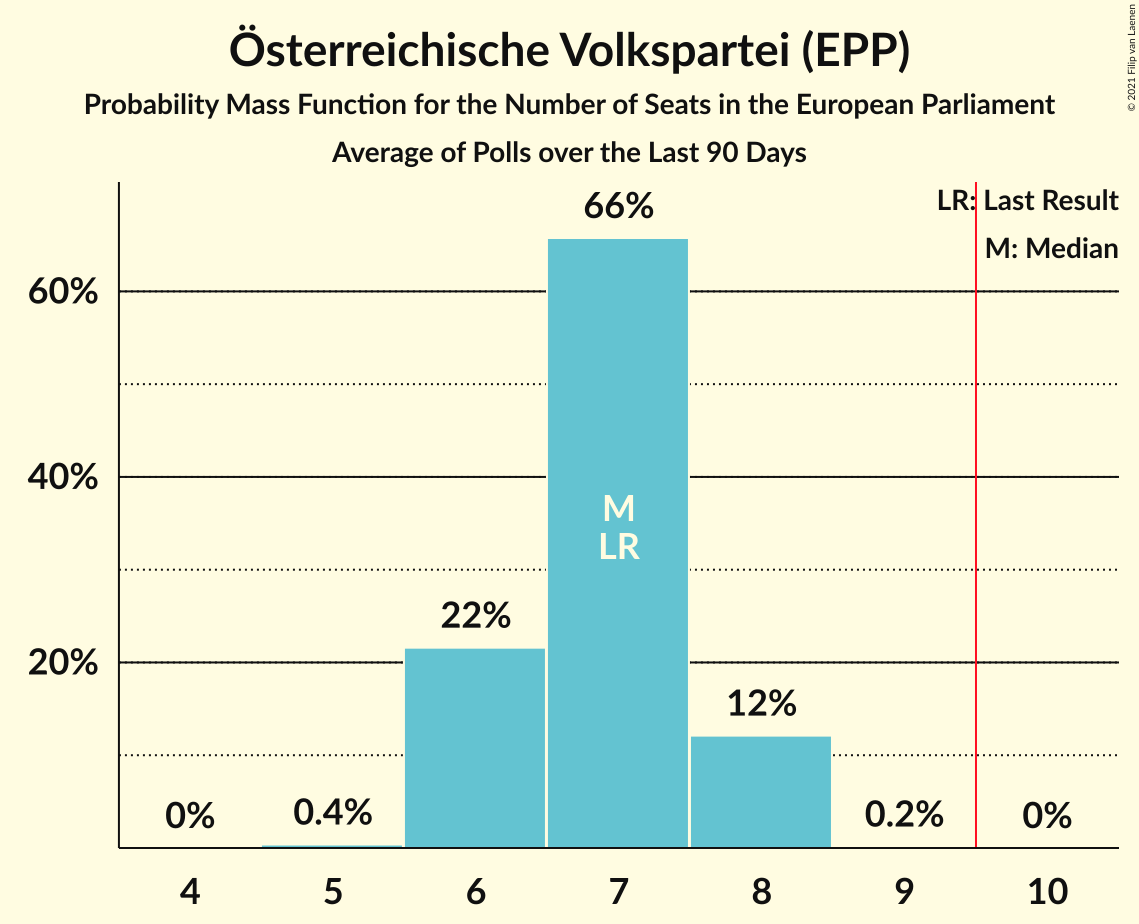 Österreichische Volkspartei (EPP)
Probability Mass Function for the Number of Seats in the European Parliament
Average of Polls over the Last 90 Days
© 2021 Filip van Laenen
LR: Last Result
M: Median
66%
60%
40%
M
LR
22%
20%
12%
0%
0.4%
0.2%
0%
4 5 6 7 8 9 10